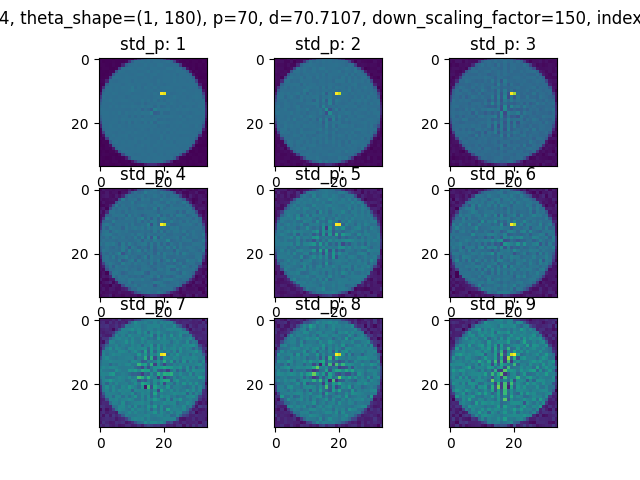 4, theta_shape=(1, 180), p=70, d=70.7107, down_scaling_factor=150, index
std_p: 1 std_p: 2 std_p: 3
0 0 0
20 20 20
0 20 0 20 0 20
std_p: 4 std_p: 5 std_p: 6
0 0 0
20 20 20
0 20 0 20 0 20
std_p: 7 std_p: 8 std_p: 9
0 0 0
20 20 20
0 20 0 20 0 20